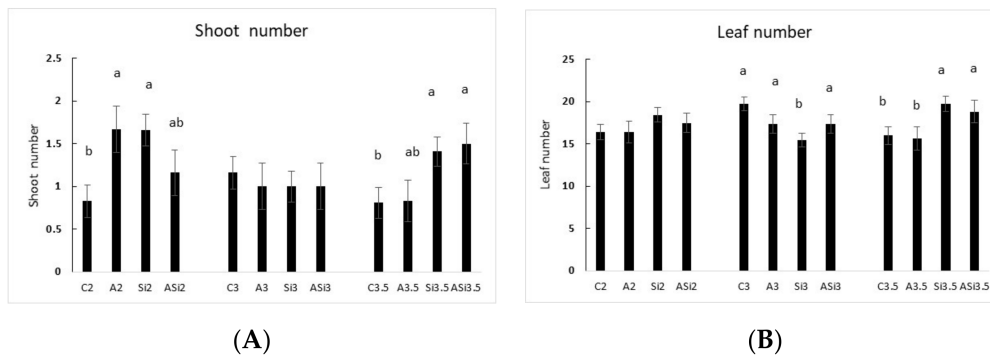 Shoot number
2.5
a
a
a
a
2
ab
ab
b
b
1.5
1
0.5
0
Shoot number
C2 A2 Si2 ASi2 C3 A3 Si3 ASi3 C3.5 A3.5 Si3.5 ASi3.5
(A)
Leaf number
25
a a b a b b a a
20
15
10
5
0
Leaf number
C2 A2 Si2 ASi2 C3 A3 Si3 ASi3 C3.5 A3.5 Si3.5 ASi3.5
(B)